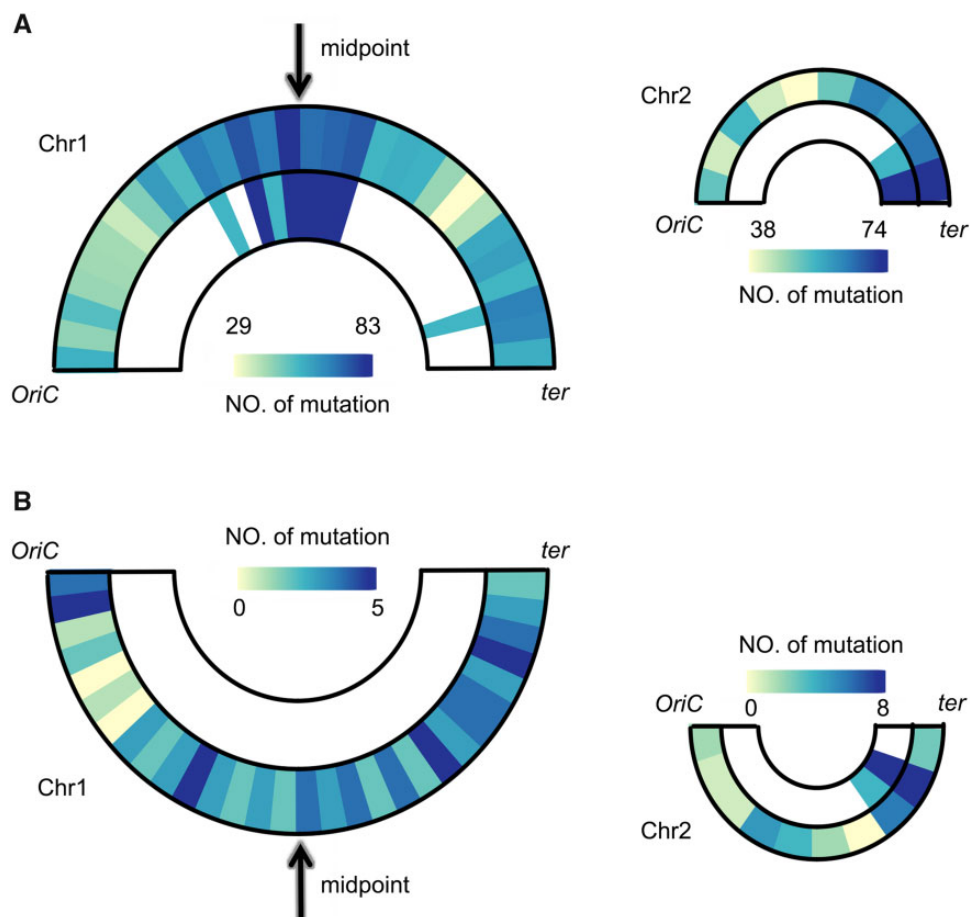 A
midpoint
Chr1
Chr2
OriC
ter
38
74
NO. of mutation
29
83
NO. of mutation
OriC
ter
B
OriC
ter
NO. of mutation
0
5
NO. of mutation
OriC
0
8
ter
Chr1
Chr2
midpoint